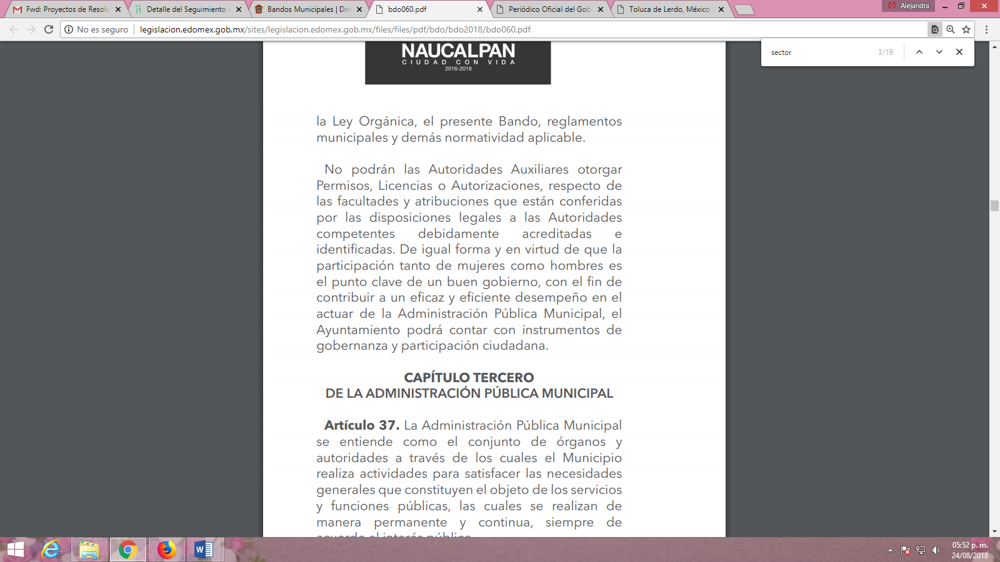 Fwd: Proyectos de Resolu
Detalle del Seguimiento d
Bandos Municipales | Dire
bdo060.pdf
Periódico Oficial del Gob
Toluca de Lerdo, México,
Alejandra
No es seguro
legislacion.edomex.gob.mx/sites/legislacion.edomex.gob.mx/files/files/pdf/bdo/bdo2018/bdo060.pdf
sector 3/19
NAUCALPAN
CIUDAD CON VIDA
2016-2018
la Ley Orgánica, el presente Bando, reglamentos
municipales y demás normatividad aplicable.
No podrán las Autoridades Auxiliares otorgar
Permisos, Licencias o Autorizaciones, respecto de
las facultades y atribuciones que están conferidas
por las disposiciones legales a las Autoridades
competentes debidamente acreditadas e
identificadas. De igual forma y en virtud de que la
participación tanto de mujeres como hombres es
el punto clave de un buen gobierno, con el fin de
contribuir a un eficaz y eficiente desempeño en el
actuar de la Administración Pública Municipal, el
Ayuntamiento podrá contar con instrumentos de
gobernanza y participación ciudadana.
CAPÍTULO TERCERO
DE LA ADMINISTRACIÓN PÚBLICA MUNICIPAL
Artículo 37. La Administración Pública Municipal
se entiende como el conjunto de órganos y
autoridades a través de los cuales el Municipio
realiza actividades para satisfacer las necesidades
generales que constituyen el objeto de los servicios
y funciones públicas, las cuales se realizan de
manera permanente y continua, siempre de
acuerdo al interés público.
05:52 p. m.
24/08/2018